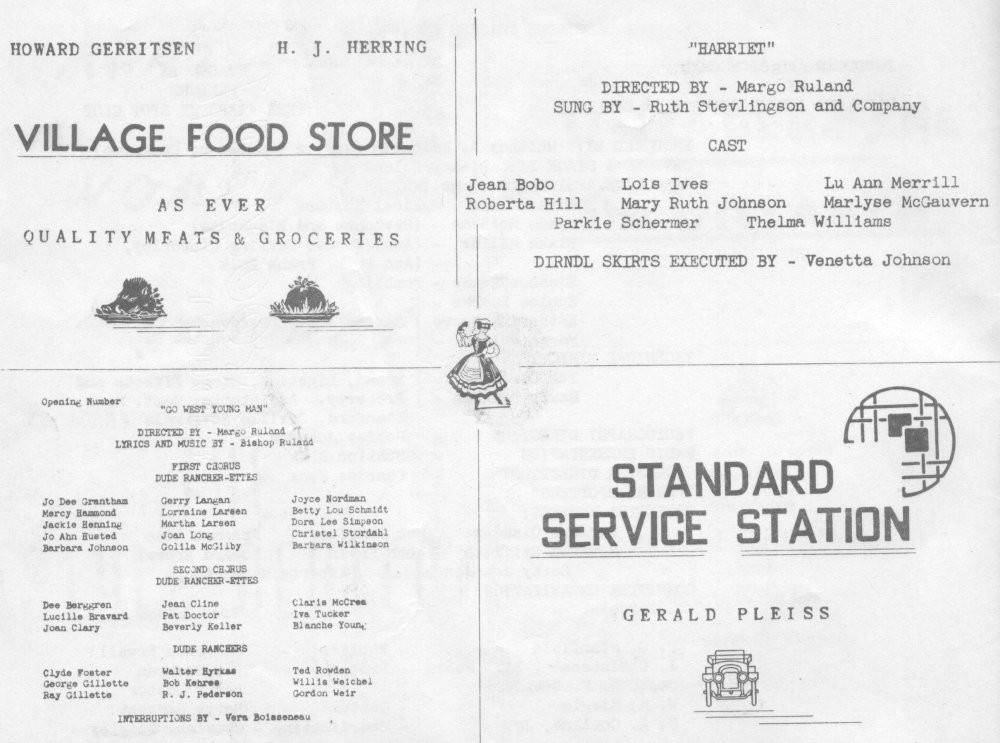 HOWARD GERRITSEN H. J. HERRING
VILLAGE FOOD STORE
AS EVER
QUALITY MEATS & GROCERIES
"HARRIET"
DIRECTED BY - Margo Ruland
SUNG BY - Ruth Stevlingson and Company
CAST
Jean Bobo Lois Ives Lu Ann Merrill
Roberta Hill Mary Ruth Johnson Marlyse McGauvern
Parkie Schermer Thelma Williams
DIRNDL SKIRTS EXECUTED BY - Venetta Johnson
Opening Number
"GO WEST YOUNG MAN"
DIRECTED BY - Margo Ruland
LYRICS AND MUSIC BY - Bishop Ruland
FIRST CHORUS
DUDE RANCHER-ETTES
Jo Dee Grantham Gerry Langan Joyce Nordman
Mercy Hammond Lorraine Larsen Betty Lou Schmidt
Jackie Henning Martha Larsen Dora Lee Simpson
Jo Ahn Husted Joan Long Christel Stordahl
Barbara Johnson Golila McGilby Barbara Wilkinson
SECOND CHORUS
DUDE RANCHER-ETTES
Dee Berggren Jean Cline Claris McCrea
Lucille Bravard Pat Doctor Iva Tucker
Joan Clary Beverly Keller Blanche Young
DUDE RANCHERS
Clyde Foster Walter Hyrkas Ted Rowden
George Gillette Bob Kehres Willis Weichel
Ray Gillette R. J. Pederson Gordon Weir
INTERRUPTIONS BY - Vera Boisseneau
STANDARD
SERVICE STATION
GERALD PLEISS